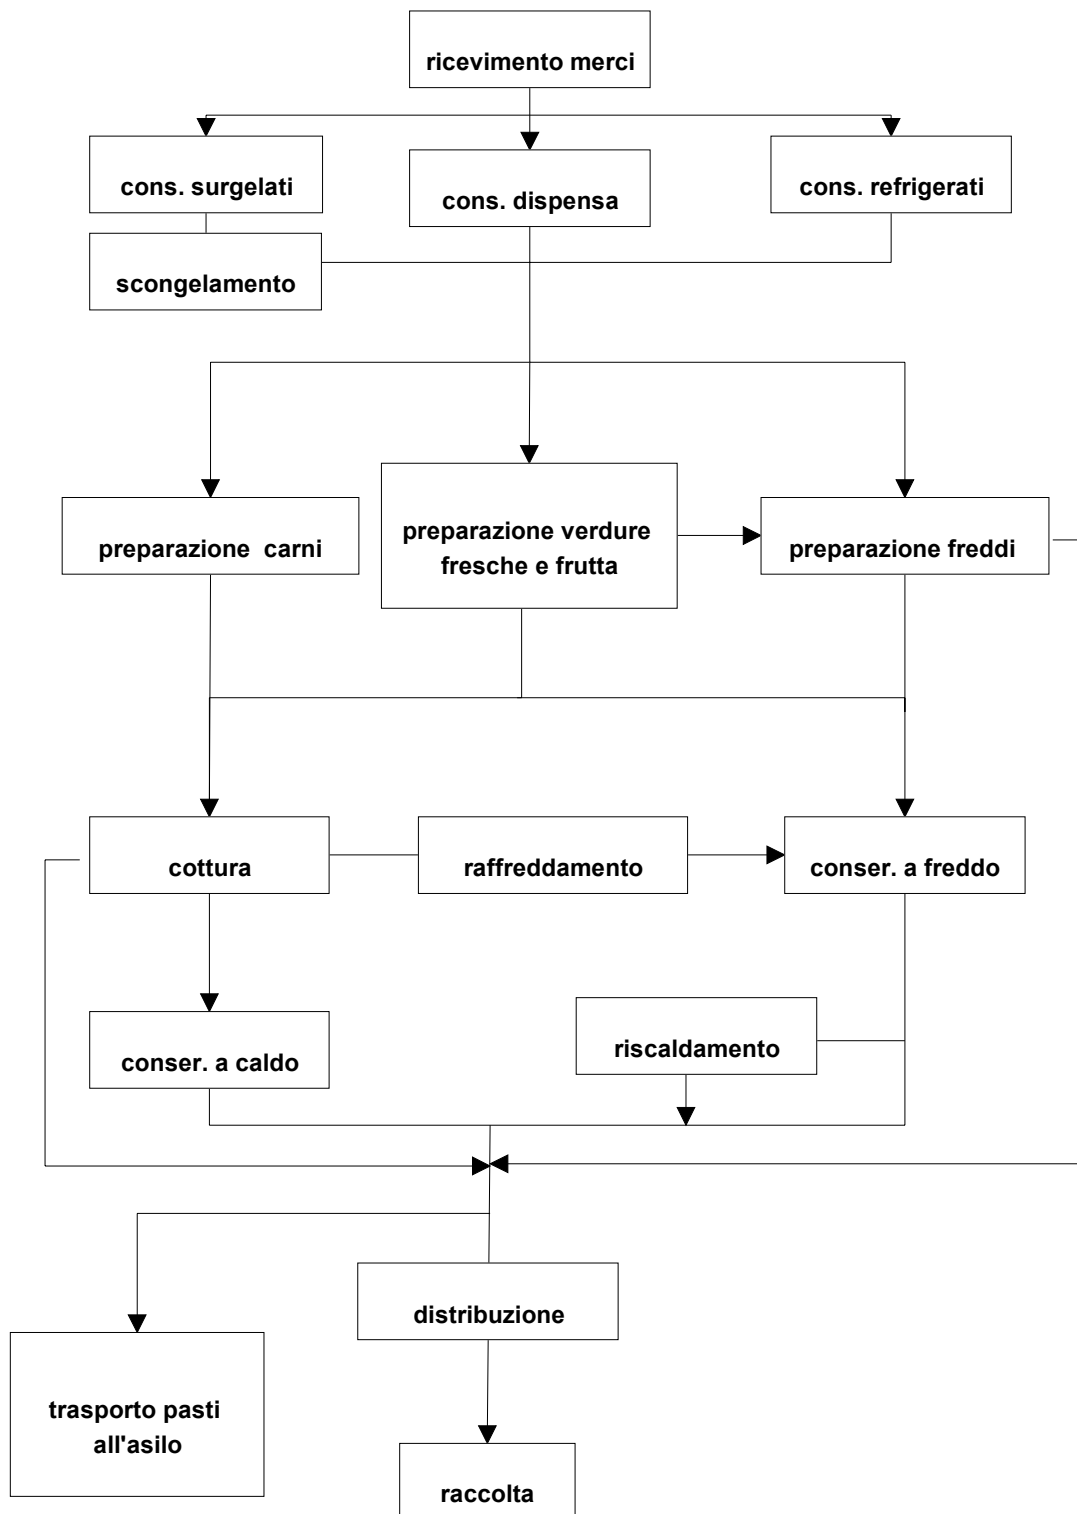 ricevimento merci
cons. surgelati
cons. dispensa
cons. refrigerati
scongelamento
preparazione carni
preparazione verdure
fresche e frutta
preparazione freddi
cottura
raffreddamento
conser. a freddo
conser. a caldo
riscaldamento
distribuzione
trasporto pasti
all'asilo
raccolta